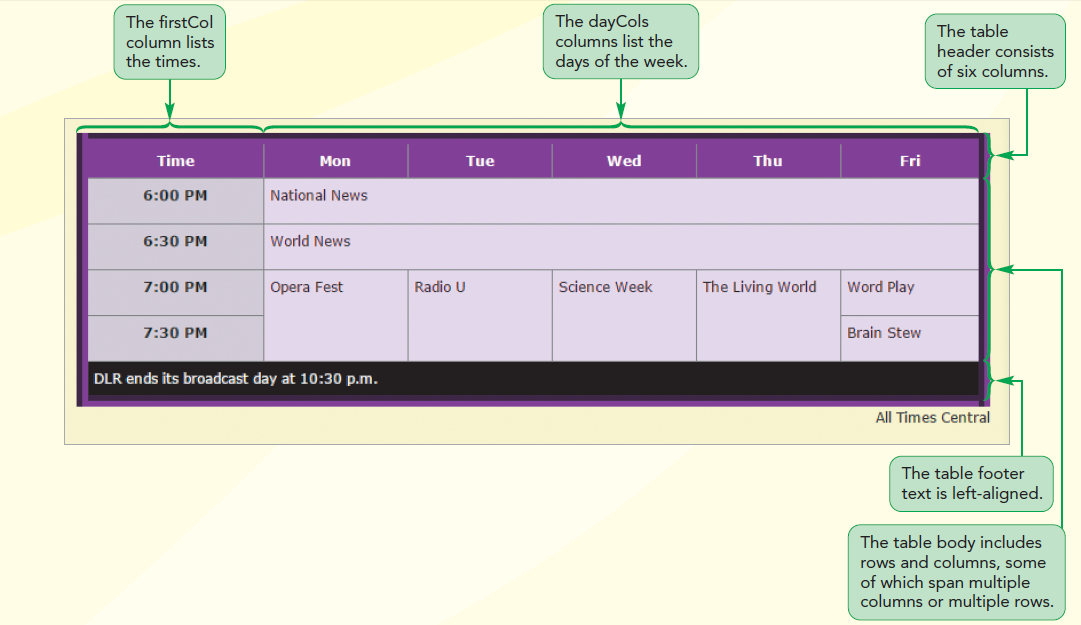 The firstCol
column lists
the times.
The dayCols
columns list the
days of the week.
The table
header consists
of six columns.
Time Mon Tue Wed Thu Fri
6:00 PM National News
6:30 PM World News
7:00 PM Opera Fest Radio U Science Week The Living World Word Play
7:30 PM Brain Stew
DLR ends its broadcast day at 10:30 p.m.
All Times Central
The table footer
text is left-aligned.
The table body includes
rows and columns, some
of which span multiple
columns or multiple rows.